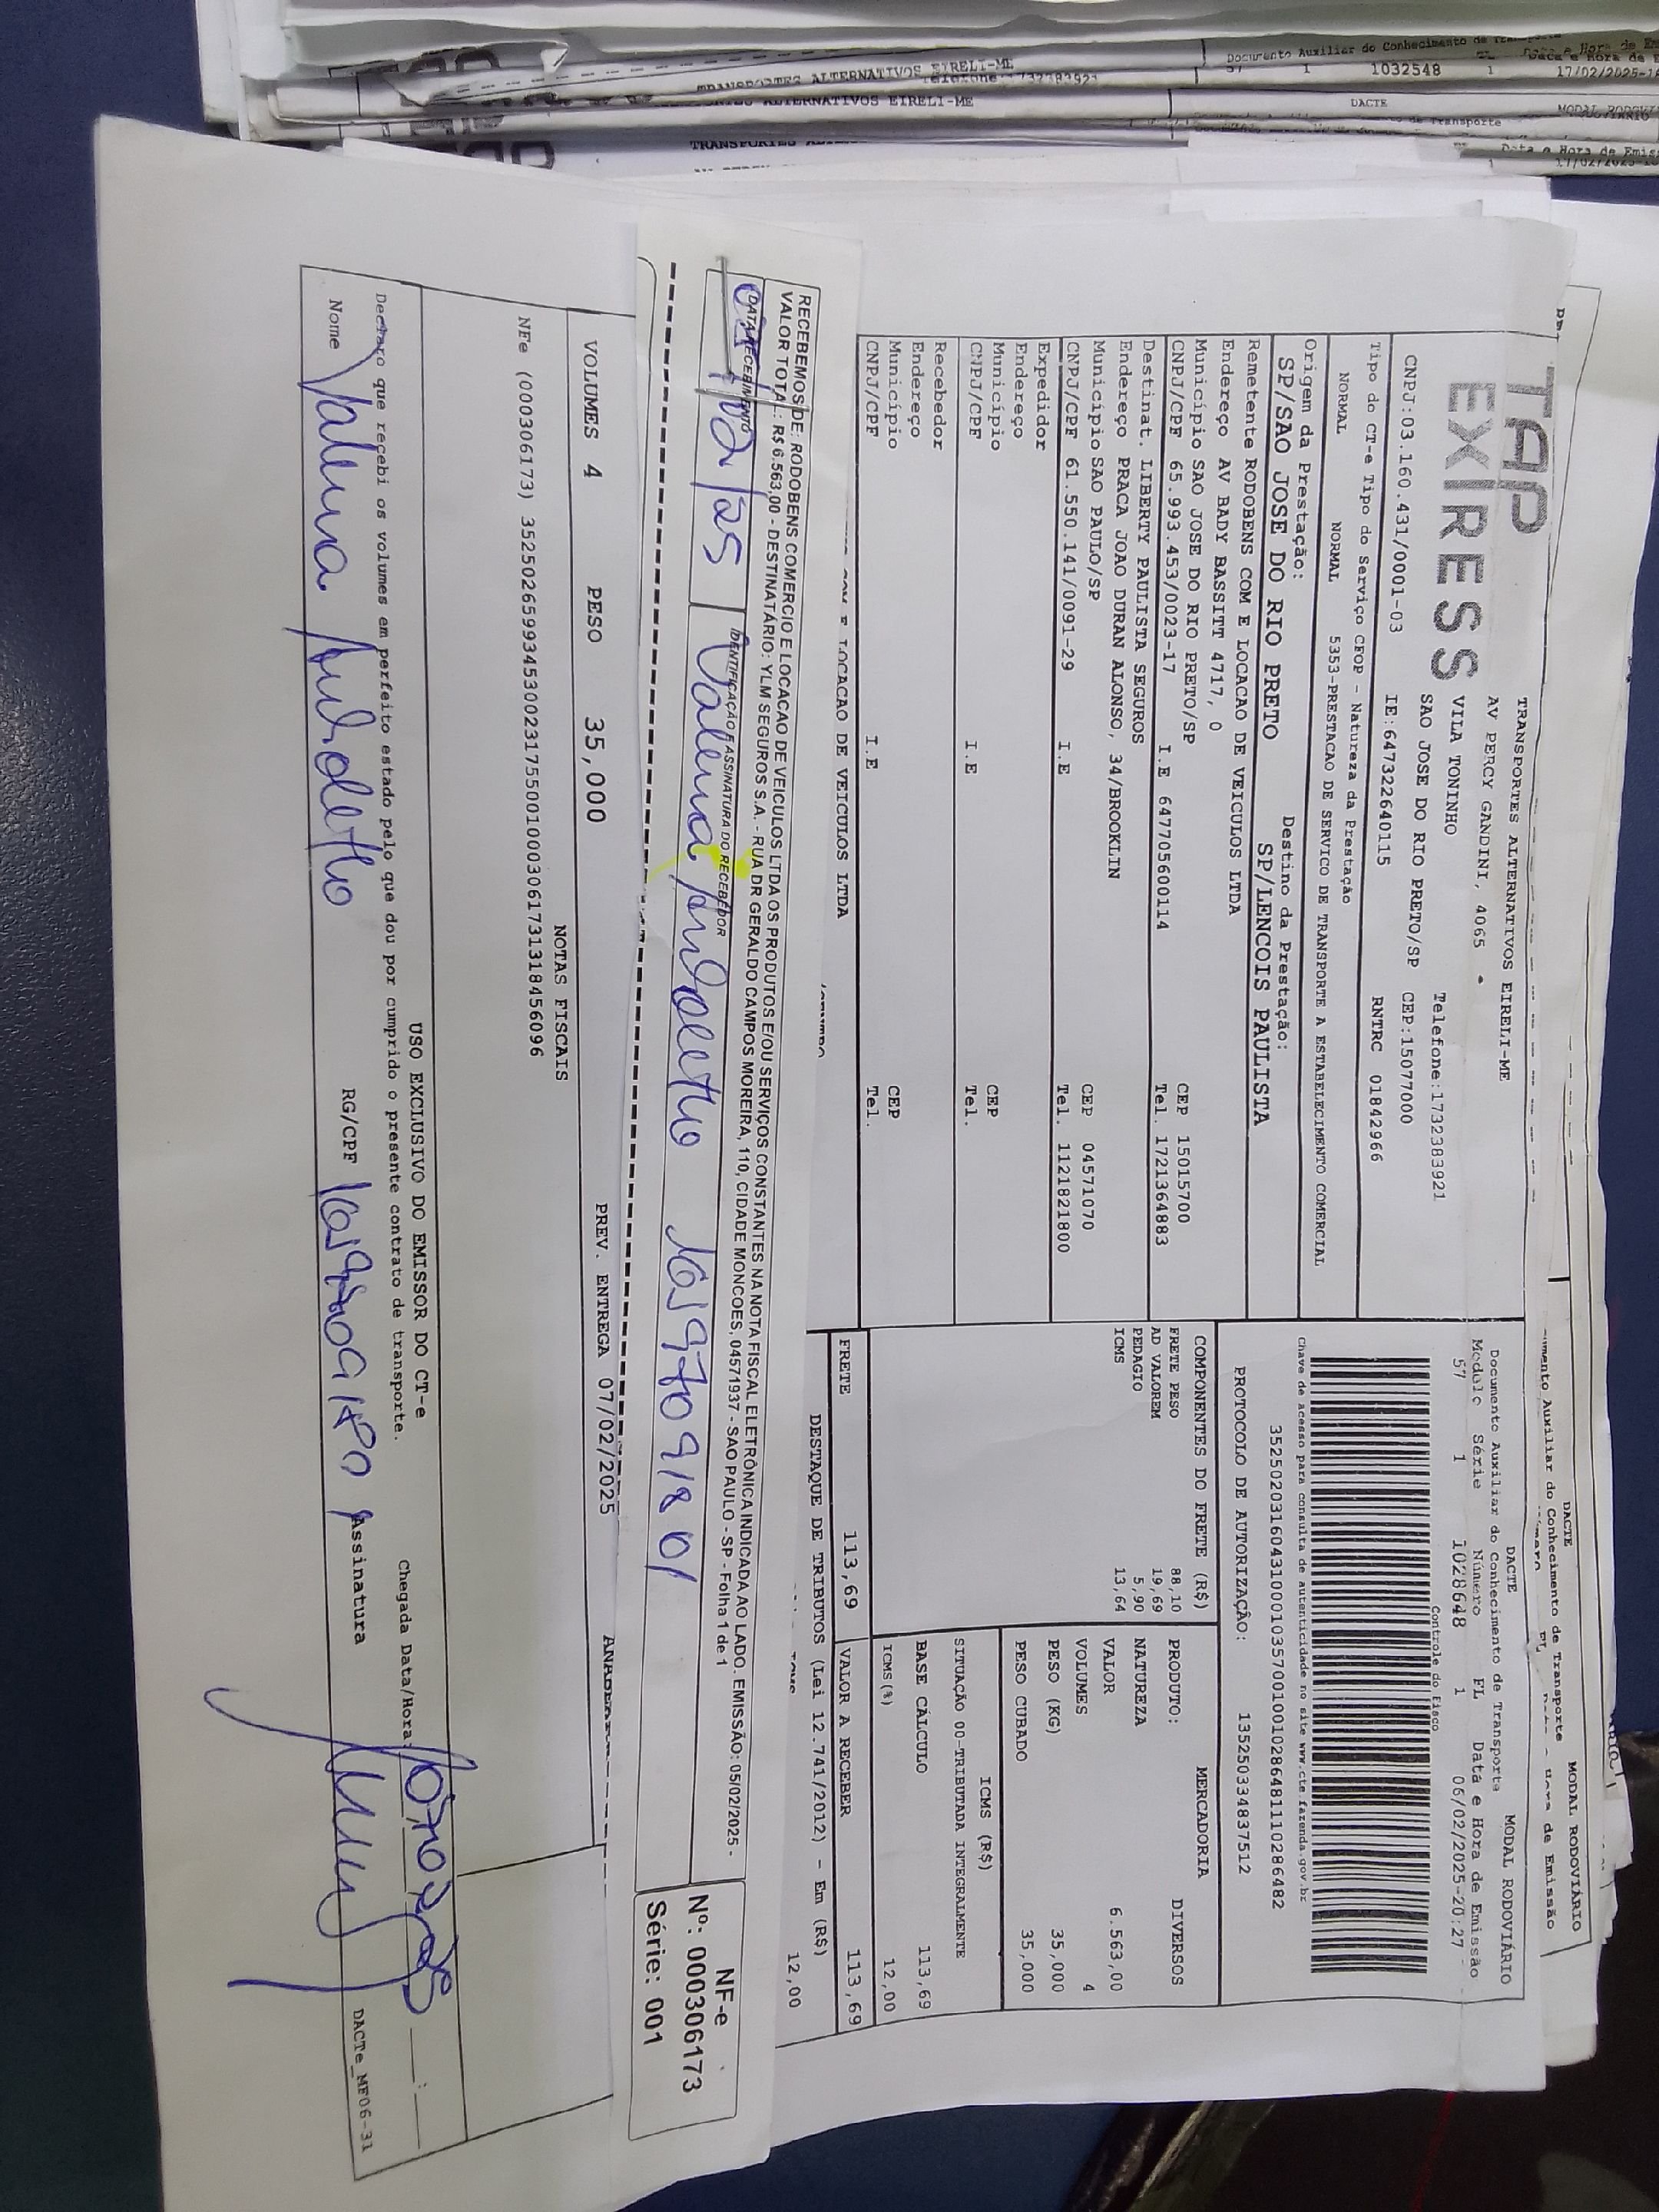 TRANSPORTES ALTERNATIVOS EIRELI-ME
Documento Auxiliar do Conhecimento de
57 1 1032548 1 17/02/2025
ALTERNATIVOS EIRELI-ME
DACTE
TAP
EXPRESS
TRANSPORTES ALTERNATIVOS EIRELI-ME
AV PERCY GANDINI, 4065
VILA TONINHO Telefone:1732383921
SAO JOSE DO RIO PRETO/SP CEP:15077000
CNPJ:03.160.431/0001-03 IE:647322640115 RNTRC 01842966
DACTE MODAL RODOVIÁRIO
Documento Auxiliar do Conhecimento de Transporte
Modelo Série Número FL Data e Hora de Emissão
57 1 1028648 1 06/02/2025-20:27
Controle do Fisco
Tipo do CT-e Tipo do Serviço CFOP - Natureza da Prestação
NORMAL NORMAL 5353-PRESTACAO DE SERVICO DE TRANSPORTE A ESTABELECIMENTO COMERCIAL
Chave de acesso para consulta de autenticidade no site www.cte.fazenda.gov.br
35250203160431000103570010010286481110286482
Origem da Prestação: Destino da Prestação:
SP/SAO JOSE DO RIO PRETO SP/LENCOIS PAULISTA
PROTOCOLO DE AUTORIZAÇÃO: 135250334837512
Remetente RODOBENS COM E LOCACAO DE VEICULOS LTDA
Endereço AV BADY BASSITT 4717, 0
Município SAO JOSE DO RIO PRETO/SP CEP 15015700
CNPJ/CPF 65.993.453/0023-17 I.E 647705600114 Tel. 1721364883
Destinat. LIBERTY PAULISTA SEGUROS
Endereço PRACA JOAO DURAN ALONSO, 34/BROOKLIN
Município SAO PAULO/SP CEP 04571070
CNPJ/CPF 61.550.141/0091-29 I.E Tel. 1121821800
Expedidor
Endereço
Município CEP
CNPJ/CPF I.E Tel.
Recebedor
Endereço
Município CEP
CNPJ/CPF I.E Tel.
LOCACAO DE VEICULOS LTDA
COMPONENTES DO FRETE (R$)
FRETE PESO 88,10
AD VALOREM 19,69
PEDAGIO 5,90
ICMS 13,64
MERCADORIA
PRODUTO: DIVERSOS
NATUREZA
VALOR 6.563,00
VOLUMES 4
PESO (KG) 35,000
PESO CUBADO 35,000
ICMS (R$)
SITUAÇÃO 00-TRIBUTADA INTEGRALMENTE
BASE CÁLCULO 113,69
ICMS(%) 12,00
FRETE 113,69 VALOR A RECEBER 113,69
DESTAQUE DE TRIBUTOS (Lei 12.741/2012) - Em (R$)
12,00
RECEBEMOS DE: RODOBENS COMERCIO E LOCACAO DE VEICULOS LTDA OS PRODUTOS E/OU SERVIÇOS CONSTANTES NA NOTA FISCAL ELETRÔNICA INDICADA AO LADO. EMISSÃO: 05/02/2025 -
VALOR TOTAL: R$ 6.563,00 - DESTINATÁRIO: YLM SEGUROS S.A. - RUA DR GERALDO CAMPOS MOREIRA, 110, CIDADE MONCOES, 04571937 - SAO PAULO - SP - Folha 1 de 1
DATA RECEBIMENTO IDENTIFICAÇÃO E ASSINATURA DO RECEBEDOR
/02/25
NF-e
Nº: 000306173
Série: 001
VOLUMES 4 PESO 35,000 PREV. ENTREGA 07/02/2025
NOTAS FISCAIS
NFe (000306173) 35250265993453002317550010003061731318456096
USO EXCLUSIVO DO EMISSOR DO CT-e
Declaro que recebi os volumes em perfeito estado pelo que dou por cumprido o presente contrato de transporte.
Chegada Data/Hora:
Nome RG/CPF Assinatura
DACTe_MF06-31